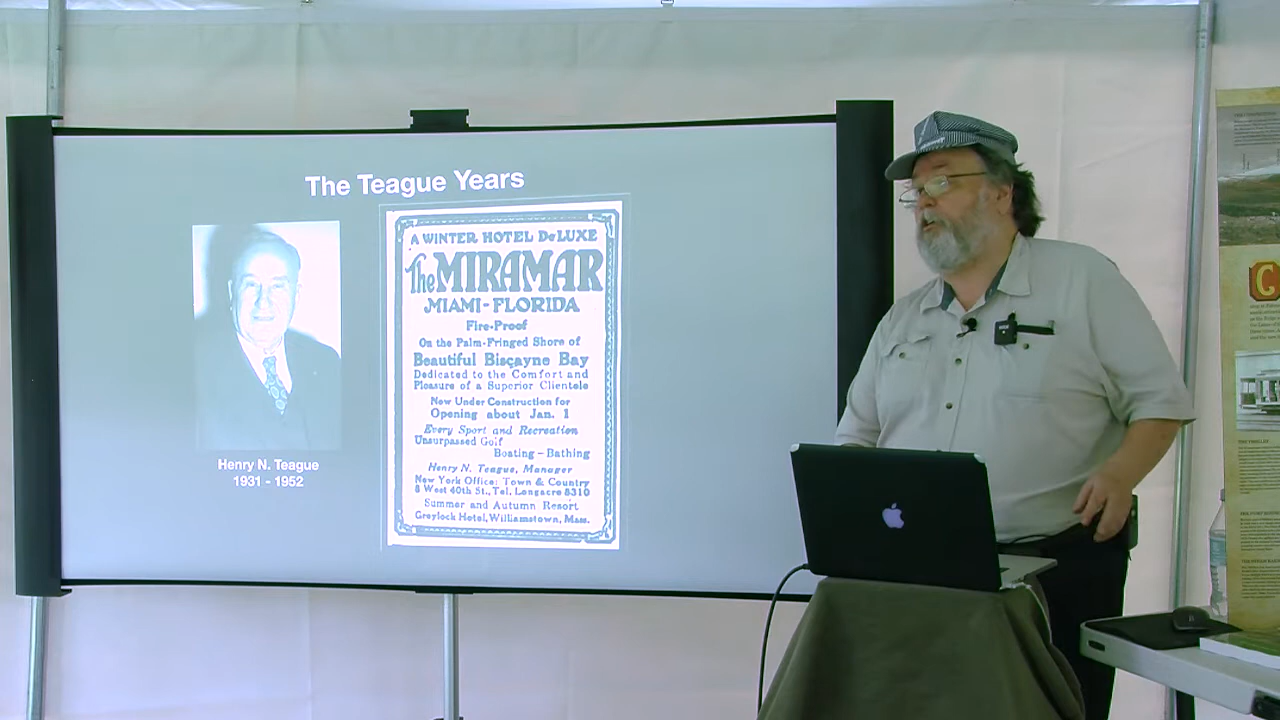 The Teague Years
A WINTER HOTEL DeLUXE
The MIRAMAR
MIAMI-FLORIDA
Fire-Proof
On the Palm-Fringed Shore of
Beautiful Biscayne Bay
Dedicated to the Comfort and
Pleasure of a Superior Clientele
Now Under Construction for
Opening about Jan. 1
Every Sport and Recreation
Unsurpassed Golf
Boating - Bathing
Henry N. Teague, Manager
New York Office: Town & Country
8 West 40th St., Tel. Longacre 8310
Summer and Autumn Resort
Greylock Hotel, Williamstown, Mass.
Henry N. Teague
1931 - 1952